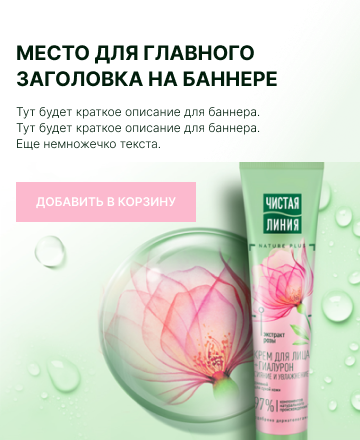 МЕСТО ДЛЯ ГЛАВНОГО
ЗАГОЛОВКА НА БАННЕРЕ
Тут будет краткое описание для баннера.
Тут будет краткое описание для баннера.
Еще немножечко текста.
ДОБАВИТЬ В КОРЗИНУ
ЧИСТАЯ
ЛИНИЯ
NATURE PLUS
экстракт
розы
КРЕМ ДЛЯ ЛИЦА
ГИАЛУРОН
И УВЛАЖНЕНИЕ
97%